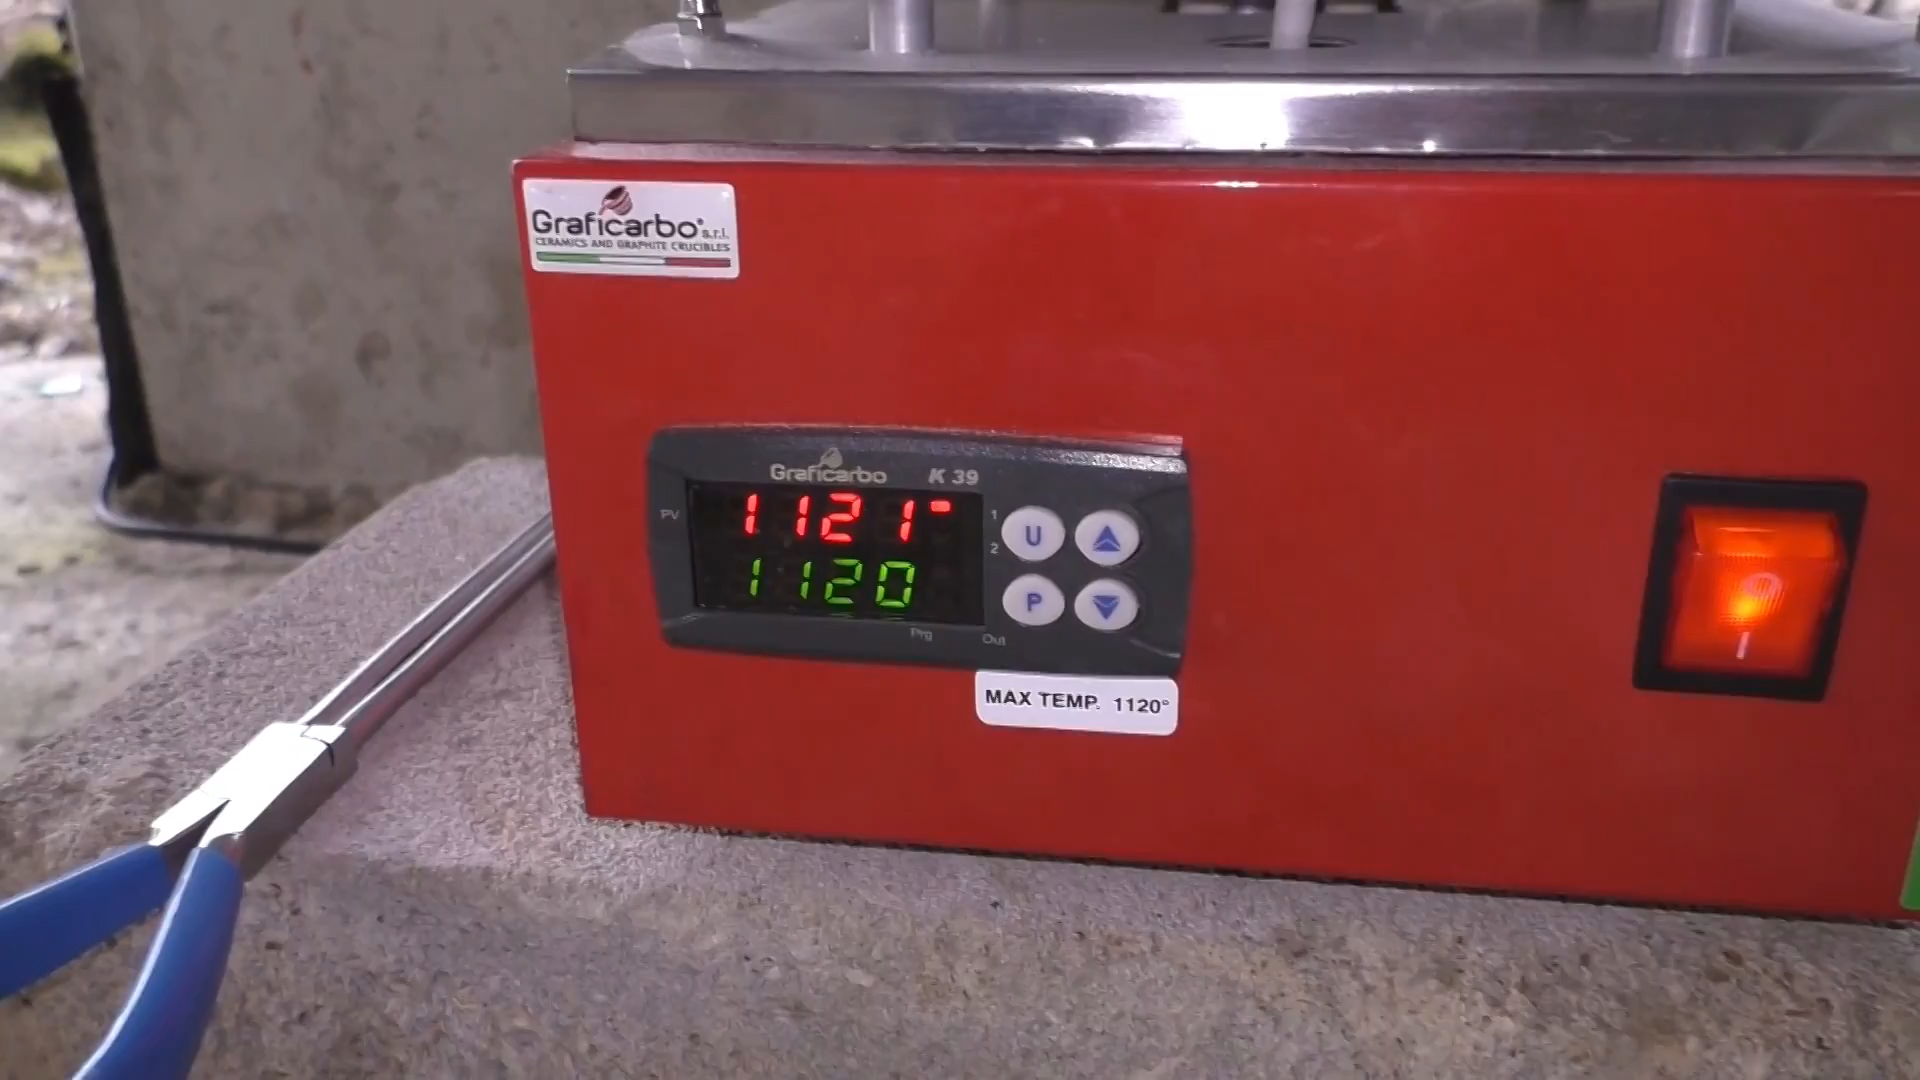 Graficarbo® s.r.l.
CERAMICS AND GRAPHITE CRUCIBLES
Graficarbo K 39
PV 1121 1
1120 2
U
P
Prg Out
MAX TEMP. 1120°